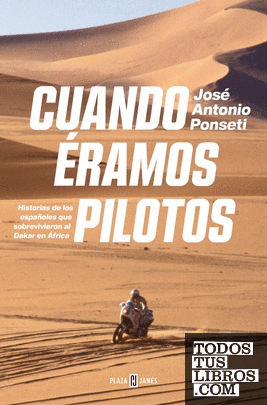 CUANDO
José
Antonio
Ponseti
ÉRAMOS
PILOTOS
Historias de los
españoles que
sobrevivieron al
Dakar en África
PLAZA JANÉS
TODOS
TUS
LIBROS
.COM